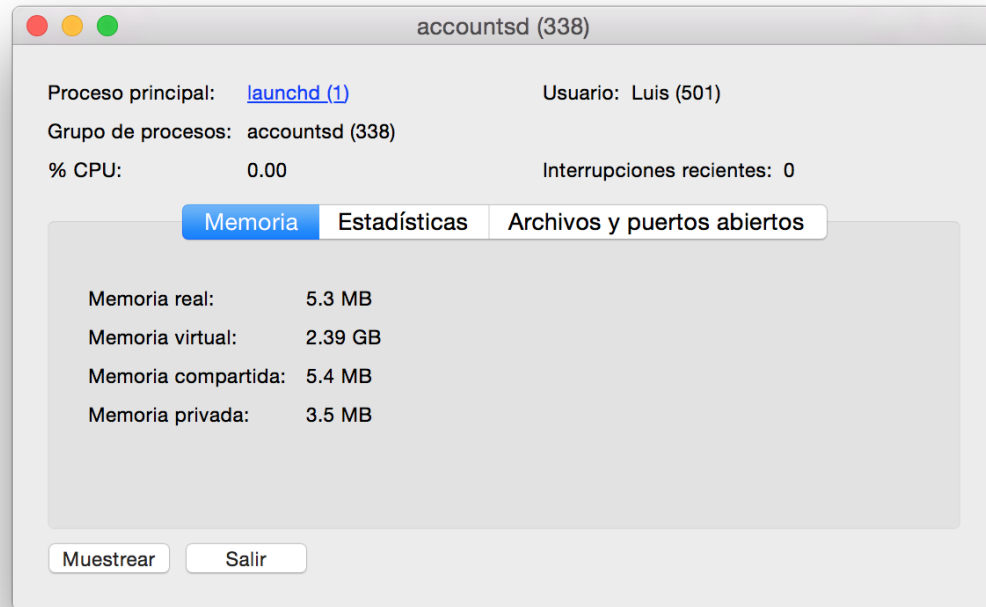 accountsd (338)
Proceso principal: launchd (1) Usuario: Luis (501)
Grupo de procesos: accountsd (338)
% CPU: 0.00 Interrupciones recientes: 0
Memoria Estadísticas Archivos y puertos abiertos
Memoria real: 5.3 MB
Memoria virtual: 2.39 GB
Memoria compartida: 5.4 MB
Memoria privada: 3.5 MB
Muestrear Salir